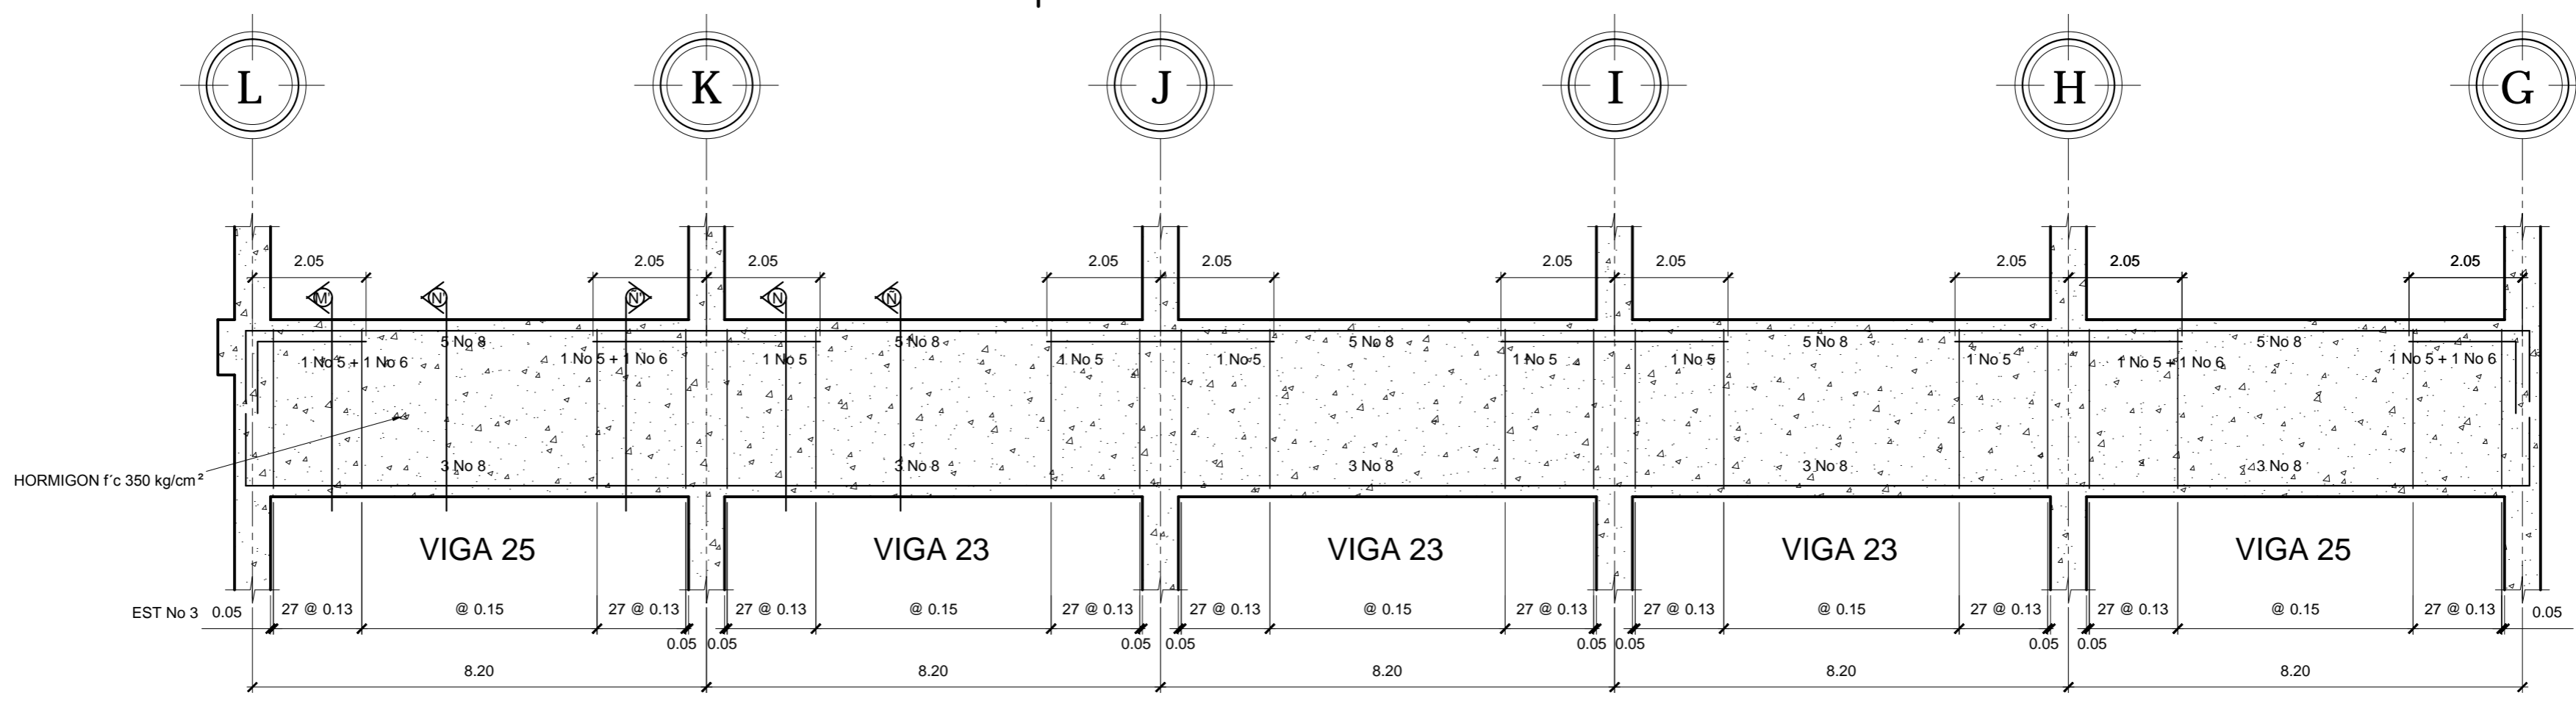 L K J I H G
2.05 2.05 2.05 2.05 2.05 2.05 2.05 2.05 2.05 2.05
M' N' Ñ' N Ñ
5 No 8 5 No 8 5 No 8 5 No 8 5 No 8
1 No 5 + 1 No 6 1 No 5 + 1 No 6 1 No 5 1 No 5 1 No 5 1 No 5 1 No 5 1 No 5 1 No 5 + 1 No 6 1 No 5 + 1 No 6
3 No 8 3 No 8 3 No 8 3 No 8 3 No 8
HORMIGON f´c 350 kg/cm²
VIGA 25 VIGA 23 VIGA 23 VIGA 23 VIGA 25
EST No 3 0.05 27 @ 0.13 @ 0.15 27 @ 0.13 27 @ 0.13 @ 0.15 27 @ 0.13 27 @ 0.13 @ 0.15 27 @ 0.13 27 @ 0.13 @ 0.15 27 @ 0.13 27 @ 0.13 @ 0.15 27 @ 0.13 0.05
0.05 0.05 0.05 0.05 0.05 0.05 0.05 0.05
8.20 8.20 8.20 8.20 8.20